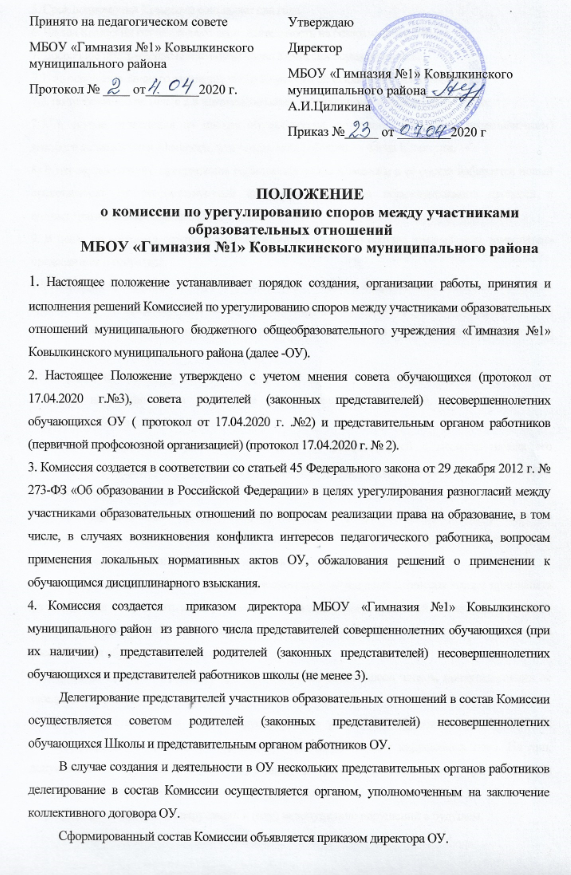 Принято на педагогическом совете
МБОУ «Гимназия №1» Ковылкинского
муниципального района
Протокол № 2 от 4.04 2020 г.
Утверждаю
Директор
МБОУ «Гимназия №1» Ковылкинского
муниципального района
А.И.Циликина
Приказ № 23 от 07.04 2020 г
ПОЛОЖЕНИЕ
о комиссии по урегулированию споров между участниками
образовательных отношений
МБОУ «Гимназия №1» Ковылкинского муниципального района
1. Настоящее положение устанавливает порядок создания, организации работы, принятия и
исполнения решений Комиссией по урегулированию споров между участниками образовательных
отношений муниципального бюджетного общеобразовательного учреждения «Гимназия №1»
Ковылкинского муниципального района (далее -ОУ).
2. Настоящее Положение утверждено с учетом мнения совета обучающихся (протокол от
17.04.2020 г.№3), совета родителей (законных представителей) несовершеннолетних
обучающихся ОУ ( протокол от 17.04.2020 г. .№2) и представительным органом работников
(первичной профсоюзной организацией) (протокол 17.04.2020 г. № 2).
3. Комиссия создается в соответствии со статьей 45 Федерального закона от 29 декабря 2012 г. №
273-ФЗ «Об образовании в Российской Федерации» в целях урегулирования разногласий между
участниками образовательных отношений по вопросам реализации права на образование, в том
числе, в случаях возникновения конфликта интересов педагогического работника, вопросам
применения локальных нормативных актов ОУ, обжалования решений о применении к
обучающимся дисциплинарного взыскания.
4. Комиссия создается приказом директора МБОУ «Гимназия №1» Ковылкинского
муниципального район из равного числа представителей совершеннолетних обучающихся (при
их наличии) , представителей родителей (законных представителей) несовершеннолетних
обучающихся и представителей работников школы (не менее 3).
Делегирование представителей участников образовательных отношений в состав Комиссии
осуществляется советом родителей (законных представителей) несовершеннолетних
обучающихся Школы и представительным органом работников ОУ.
В случае создания и деятельности в ОУ нескольких представительных органов работников
делегирование в состав Комиссии осуществляется органом, уполномоченным на заключение
коллективного договора ОУ.
Сформированный состав Комиссии объявляется приказом директора ОУ.